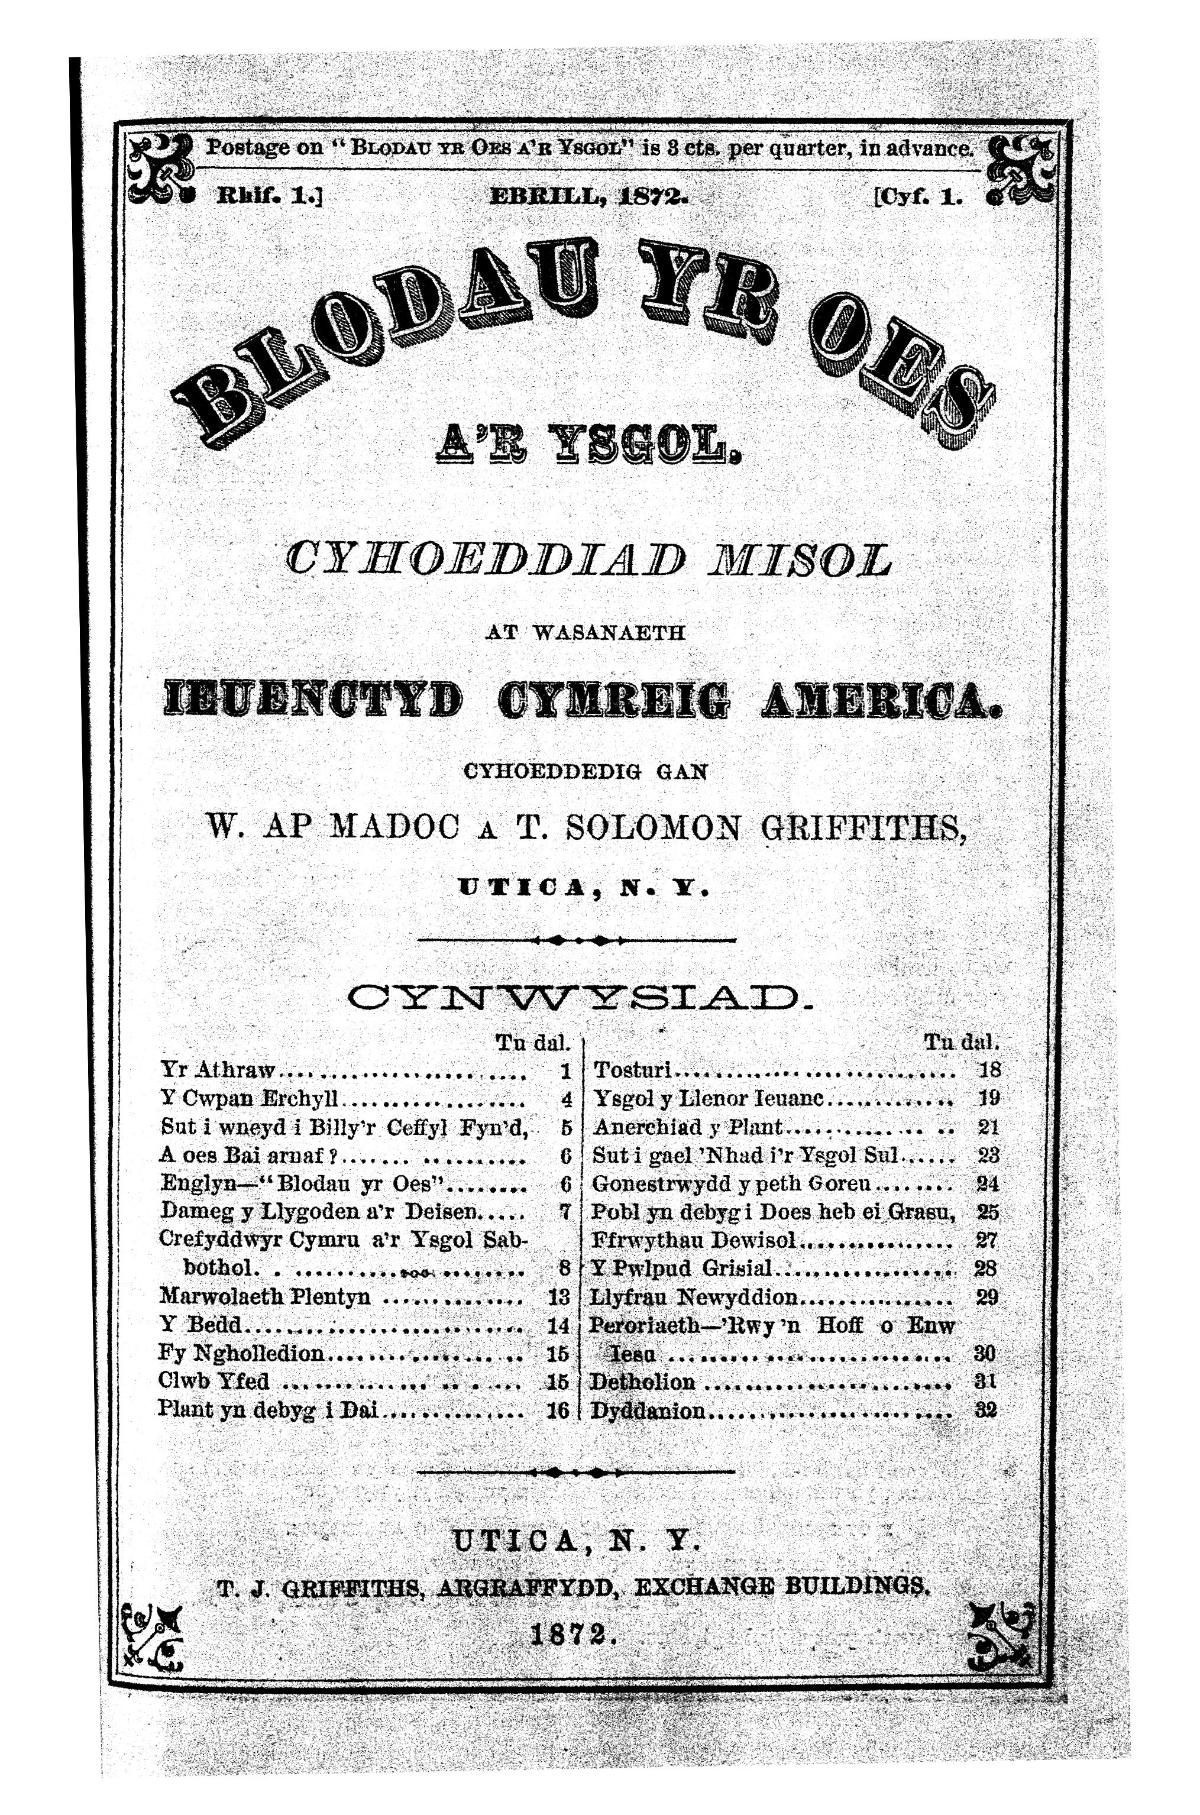 Postage on "BLODAU YR OES A'R YSGOL" is 3 cts. per quarter, in advance.
Rhif. 1.] EBRILL, 1872. [Cyf. 1.
BLODAU YR OES
A'R YSGOL.
CYHOEDDIAD MISOL
AT WASANAETH
IEUENCTYD CYMREIG AMERICA.
CYHOEDDEDIG GAN
W. AP MADOC A T. SOLOMON GRIFFITHS,
UTICA, N. Y.
CYNWYSIAD.
Tu dal.
Yr Athraw.... 1
Y Cwpan Erchyll.... 4
Sut i wneyd i Billy'r Ceffyl Fyn'd, 5
A oes Bai arnaf?.... 6
Englyn—"Blodau yr Oes".... 6
Dameg y Llygoden a'r Deisen.... 7
Crefyddwyr Cymru a'r Ysgol Sab-
bothol.... 8
Marwolaeth Plentyn.... 13
Y Bedd.... 14
Fy Ngholledion.... 15
Clwb Yfed.... 15
Plant yn debyg i Dai.... 16
Tu dal.
Tosturi.... 18
Ysgol y Llenor Ieuanc.... 19
Anerchiad y Plant.... 21
Sut i gael 'Nhad i'r Ysgol Sul.... 23
Gonestrwydd y peth Goreu.... 24
Pobl yn debyg i Does heb ei Grasu, 25
Ffrwythau Dewisol.... 27
Y Pwlpud Grisial.... 28
Llyfrau Newyddion.... 29
Peroriaeth—'Rwy'n Hoff o Enw
Iesu.... 30
Detholion.... 31
Dyddanion.... 32
UTICA, N. Y.
T. J. GRIFFITHS, ARGRAFFYDD, EXCHANGE BUILDINGS.
1872.